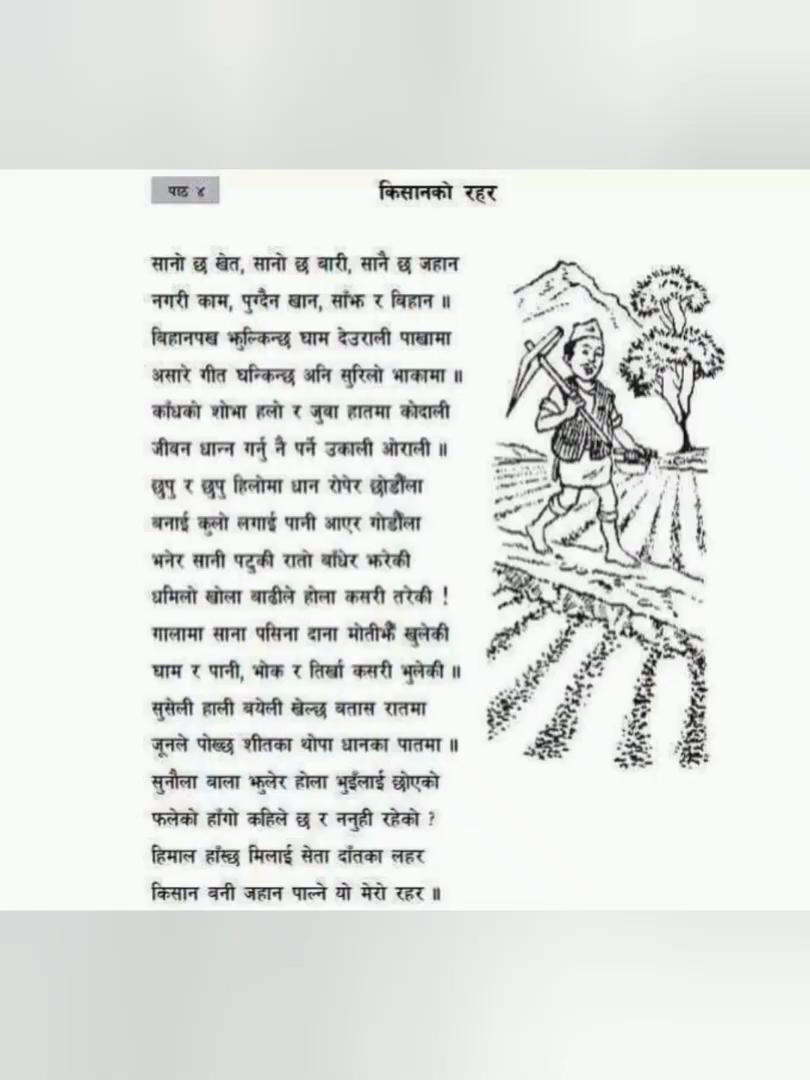 पाठ ४
किसानको रहर
सानो छ खेत, सानो छ बारी, सानै छ जहान
नगरी काम, पुग्दैन खान, साँझ र बिहान ॥
बिहानपख झुल्किन्छ घाम देउराली पाखामा
असारे गीत घन्किन्छ अनि सुरिलो भाकामा ॥
काँधको शोभा हलो र जुवा हातमा कोदाली
जीवन धान्न गर्नु नै पर्ने उकाली ओराली ॥
छुपु र छुपु हिलोमा धान रोपेर छोडौँला
बनाई कुलो लगाई पानी आएर गोडौँला
भनेर सानी पटुकी रातो बाँधेर झरेकी
धमिलो खोला बाढीले होला कसरी तरेकी !
गालामा साना पसिना दाना मोतीझैँ खुलेकी
घाम र पानी, भोक र तिर्खा कसरी भुलेकी ॥
सुसेली हाली बयेली खेल्छ बतास रातमा
जूनले पोख्छ शीतका थोपा धानका पातमा ॥
सुनौला बाला झुलेर होला भुइँलाई छोएको
फलेको हाँगो कहिले छ र ननुही रहेको ?
हिमाल हाँस्छ मिलाई सेता दाँतका लहर
किसान बनी जहान पाल्ने यो मेरो रहर ॥